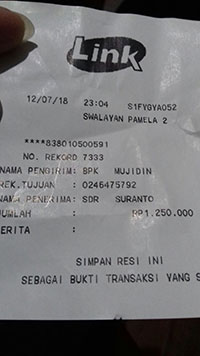 Link
12/07/18 23:04 S1FYGYA052
SWALAYAN PAMELA 2
****838010500591
NO. REKORD 7333
NAMA PENGIRIM: BPK MUJIDIN
REK.TUJUAN : 0246475792
NAMA PENERIMA: SDR SURANTO
JUMLAH : RP1.250.000
BERITA :
SIMPAN RESI INI
SEBAGAI BUKTI TRANSAKSI YANG S